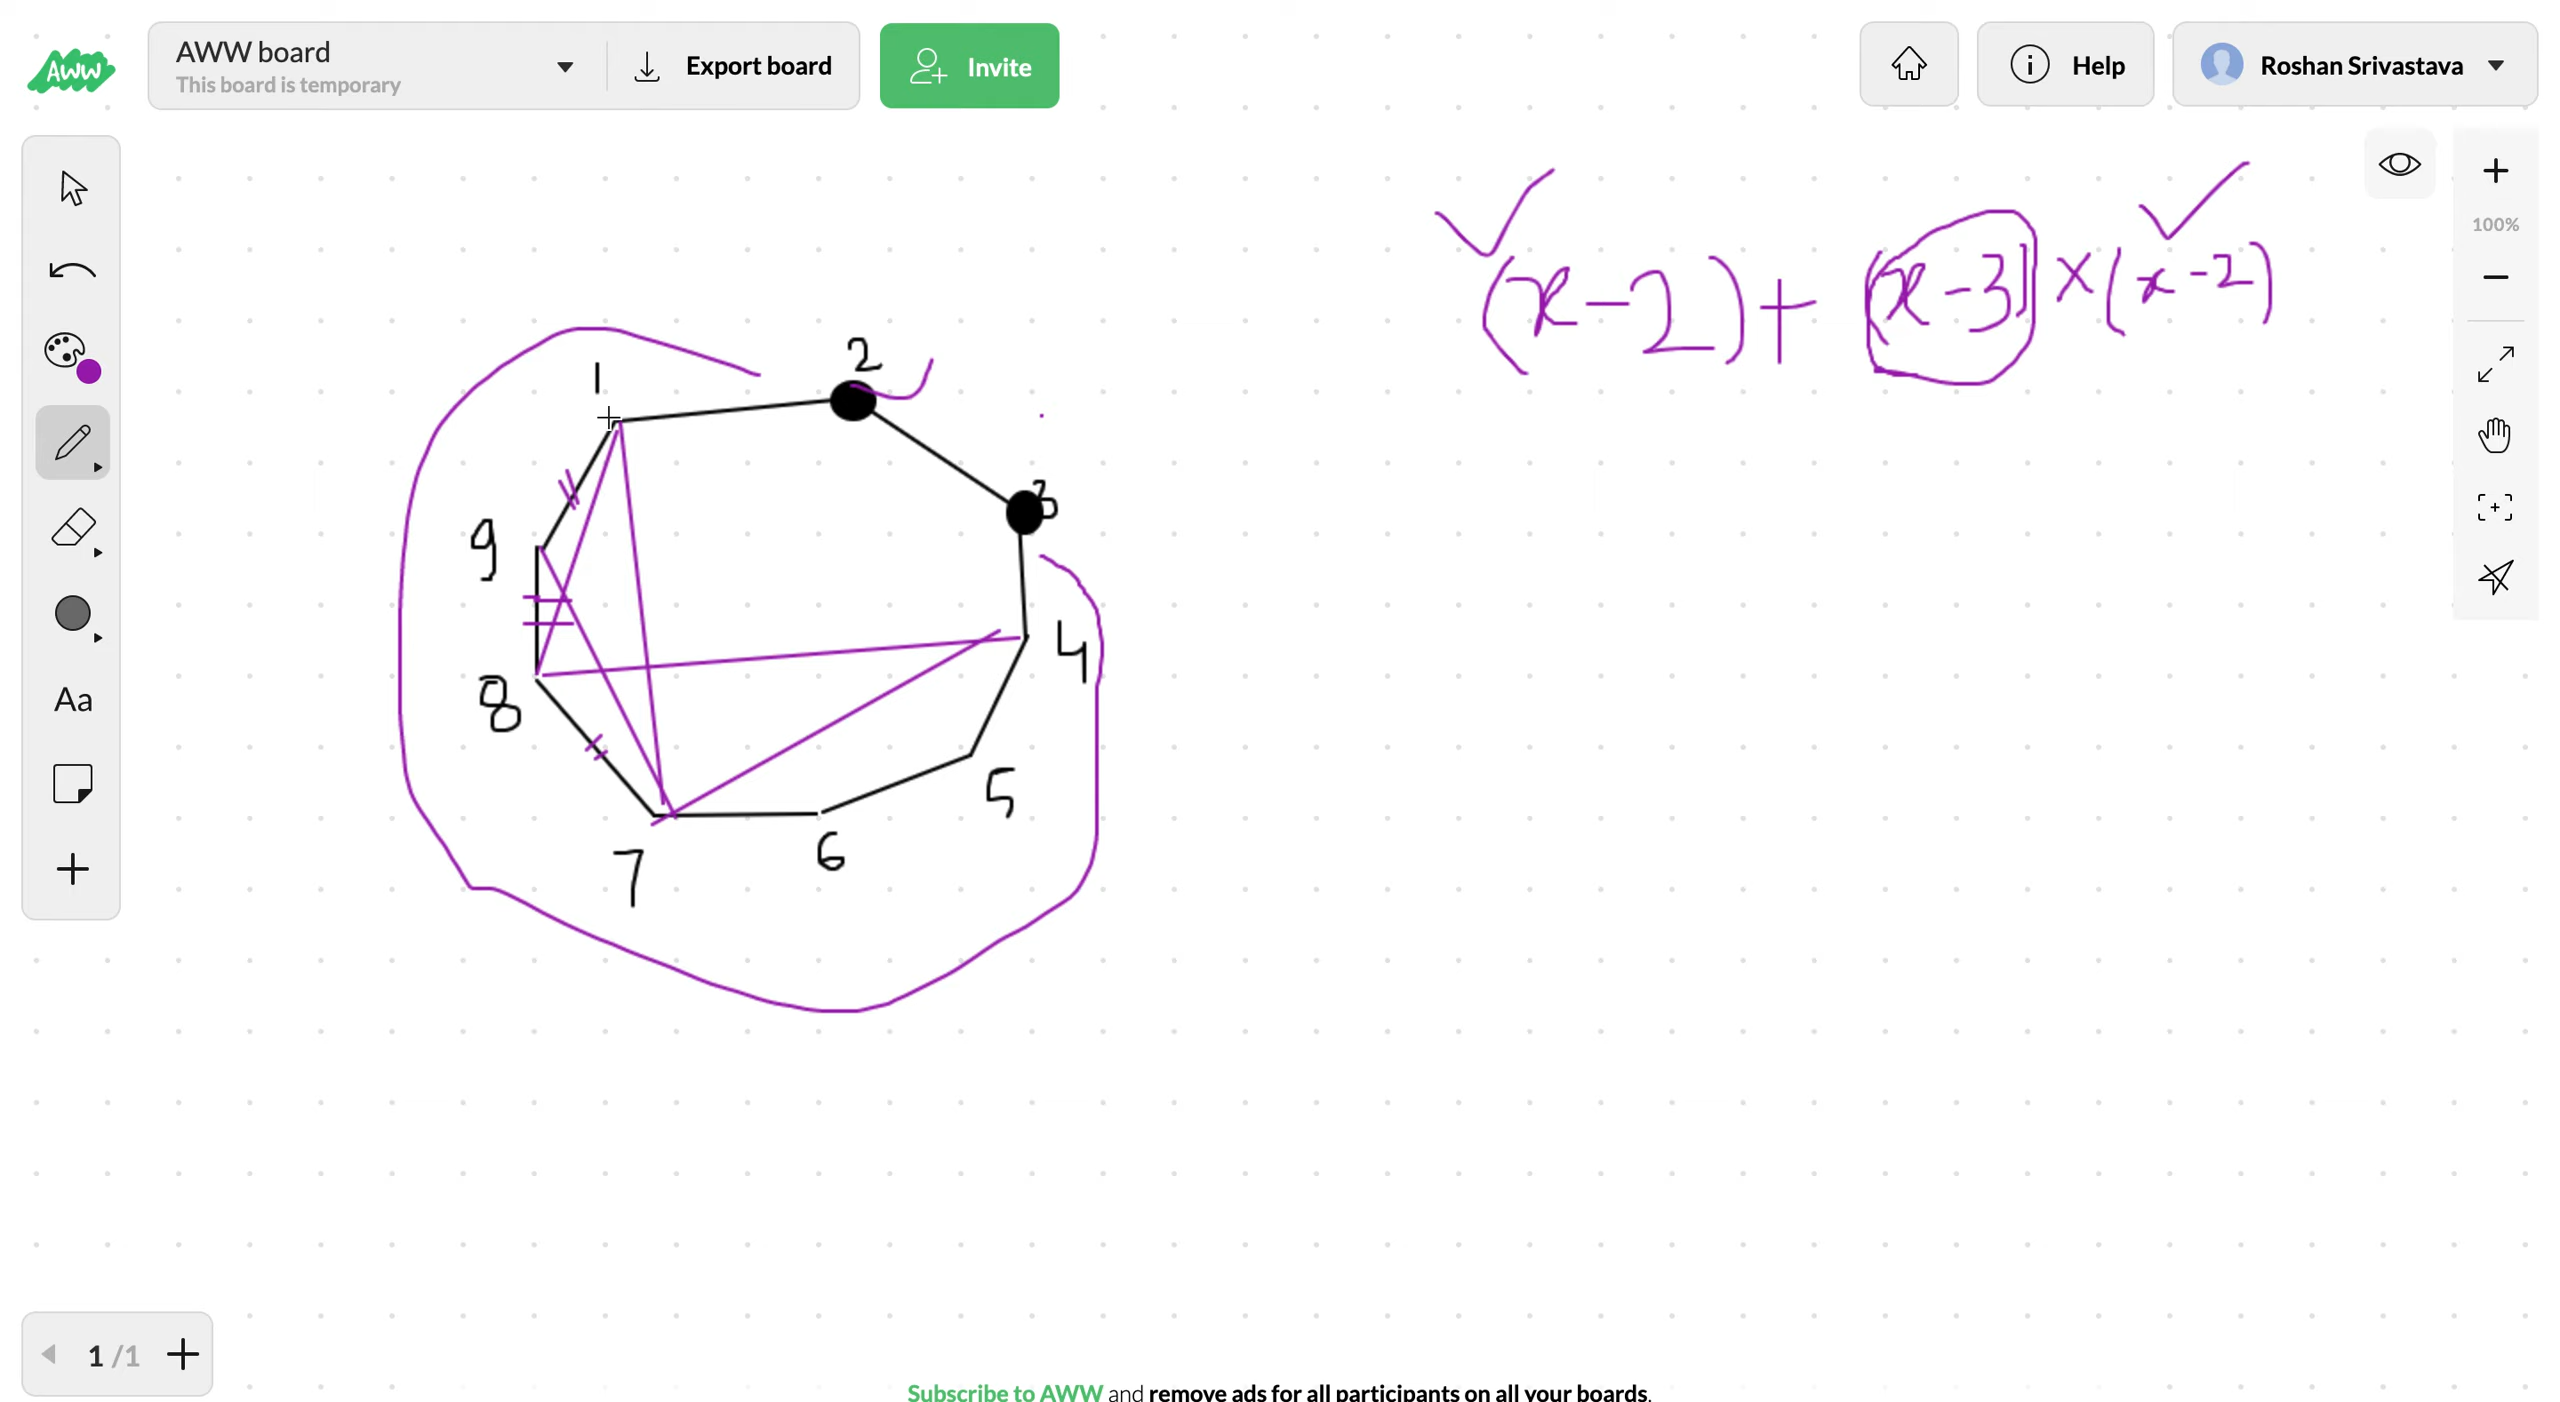 AWW
AWW board
This board is temporary
Export board
Invite
Help
Roshan Srivastava
100%
(x-2)+(x-3)×(x-2)
1
2
3
9
4
8
5
6
7
Aa
1/1
Subscribe to AWW and remove ads for all participants on all your boards.